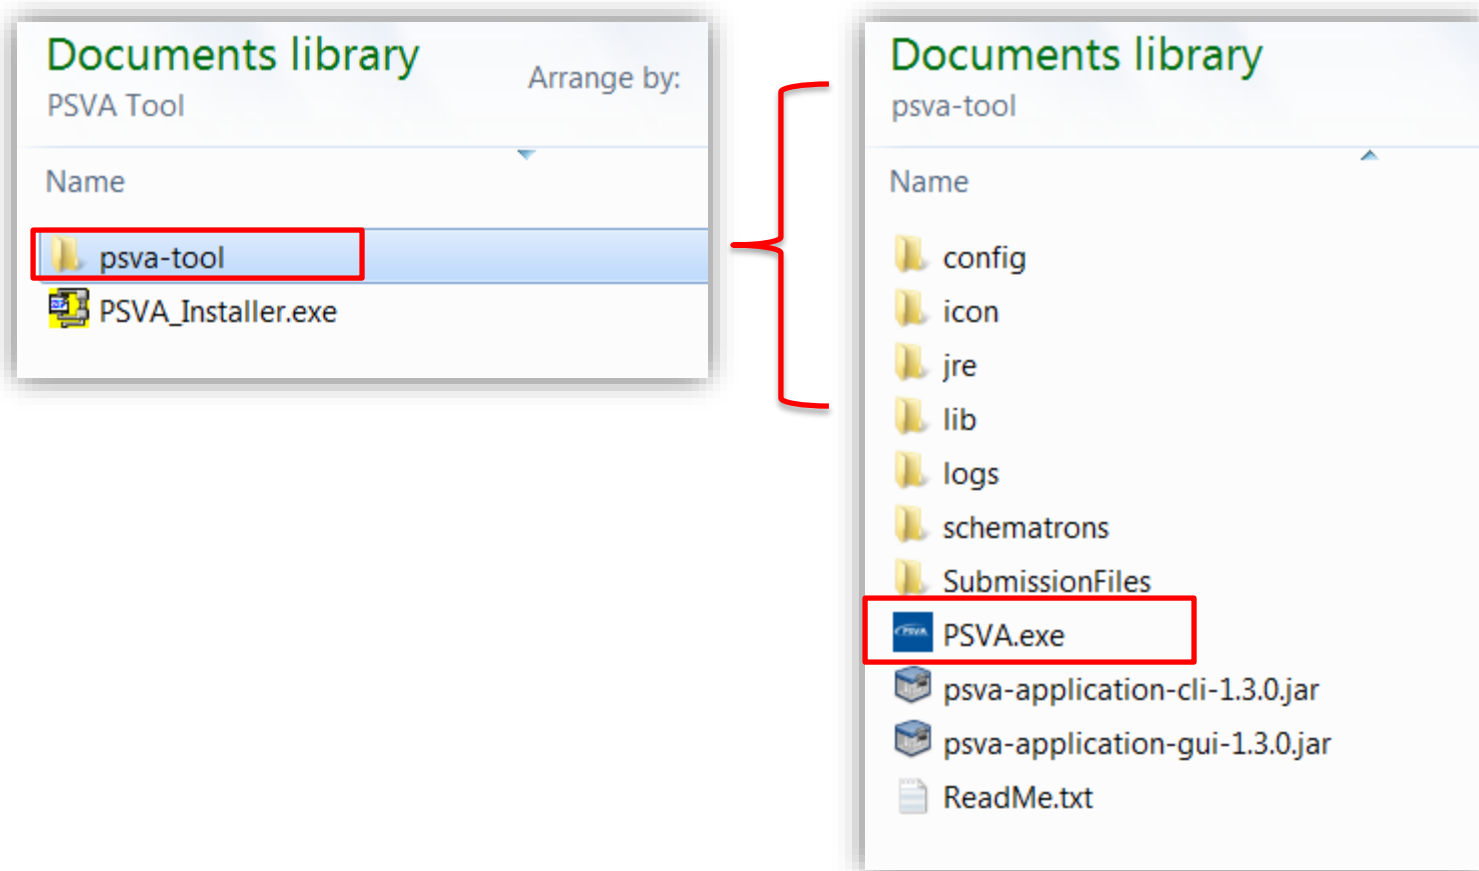 Documents library
PSVA Tool
Arrange by:
Name
psva-tool
PSVA_Installer.exe
Documents library
psva-tool
Name
config
icon
jre
lib
logs
schematrons
SubmissionFiles
PSVA
PSVA.exe
psva-application-cli-1.3.0.jar
psva-application-gui-1.3.0.jar
ReadMe.txt